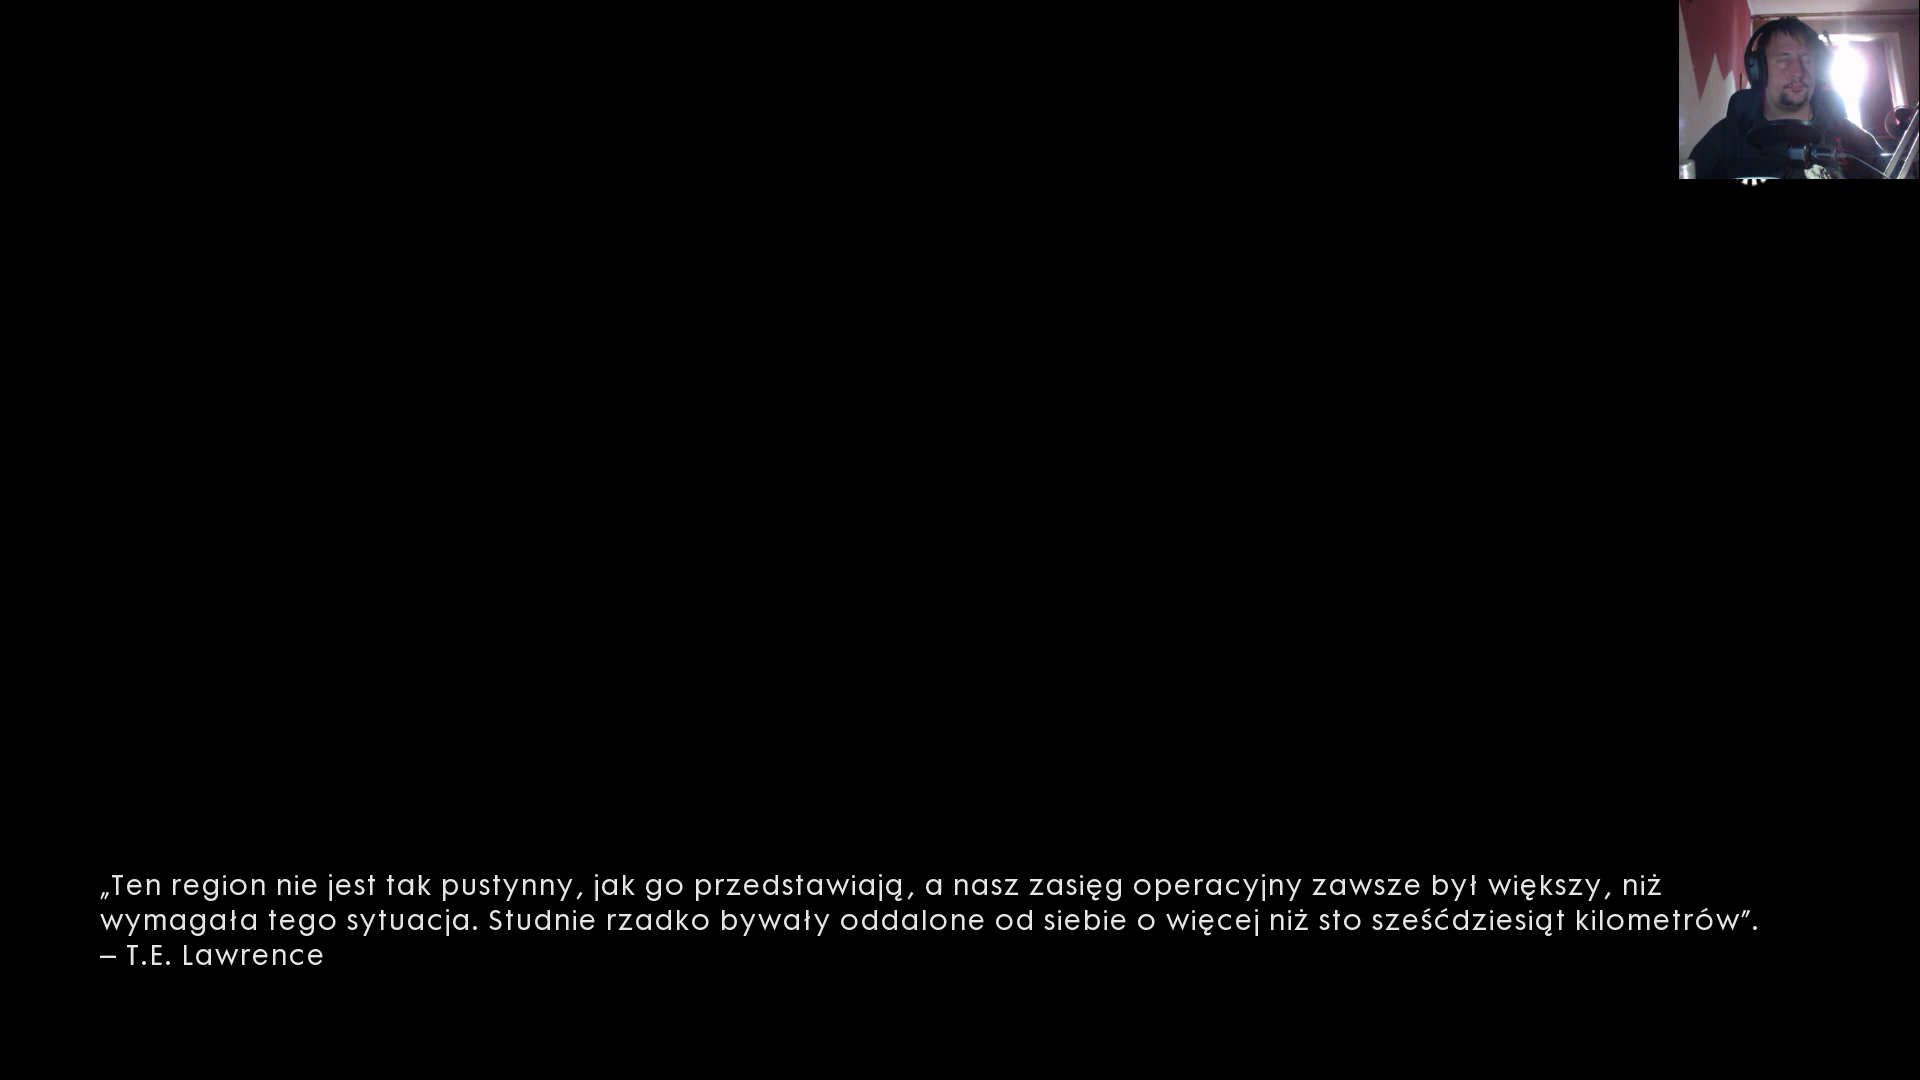 „Ten region nie jest tak pustynny, jak go przedstawiają, a nasz zasięg operacyjny zawsze był większy, niż
wymagała tego sytuacja. Studnie rzadko bywały oddalone od siebie o więcej niż sto sześćdziesiąt kilometrów”.
– T.E. Lawrence